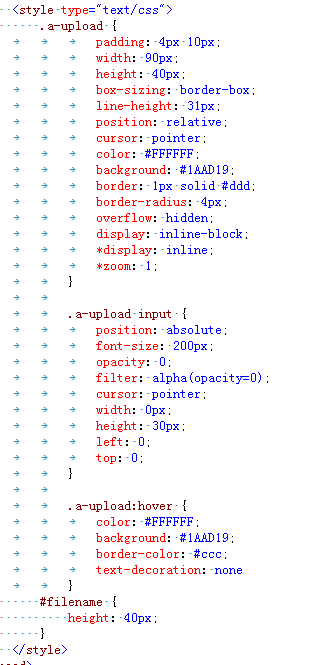 <style type="text/css">
.a-upload {
padding: 4px 10px;
width: 90px;
height: 40px;
box-sizing: border-box;
line-height: 31px;
position: relative;
cursor: pointer;
color: #FFFFFF;
background: #1AAD19;
border: 1px solid #ddd;
border-radius: 4px;
overflow: hidden;
display: inline-block;
*display: inline;
*zoom: 1;
}
.a-upload input {
position: absolute;
font-size: 200px;
opacity: 0;
filter: alpha(opacity=0);
cursor: pointer;
width: 0px;
height: 30px;
left: 0;
top: 0;
}
.a-upload:hover {
color: #FFFFFF;
background: #1AAD19;
border-color: #ccc;
text-decoration: none
}
#filename {
height: 40px;
}
</style>